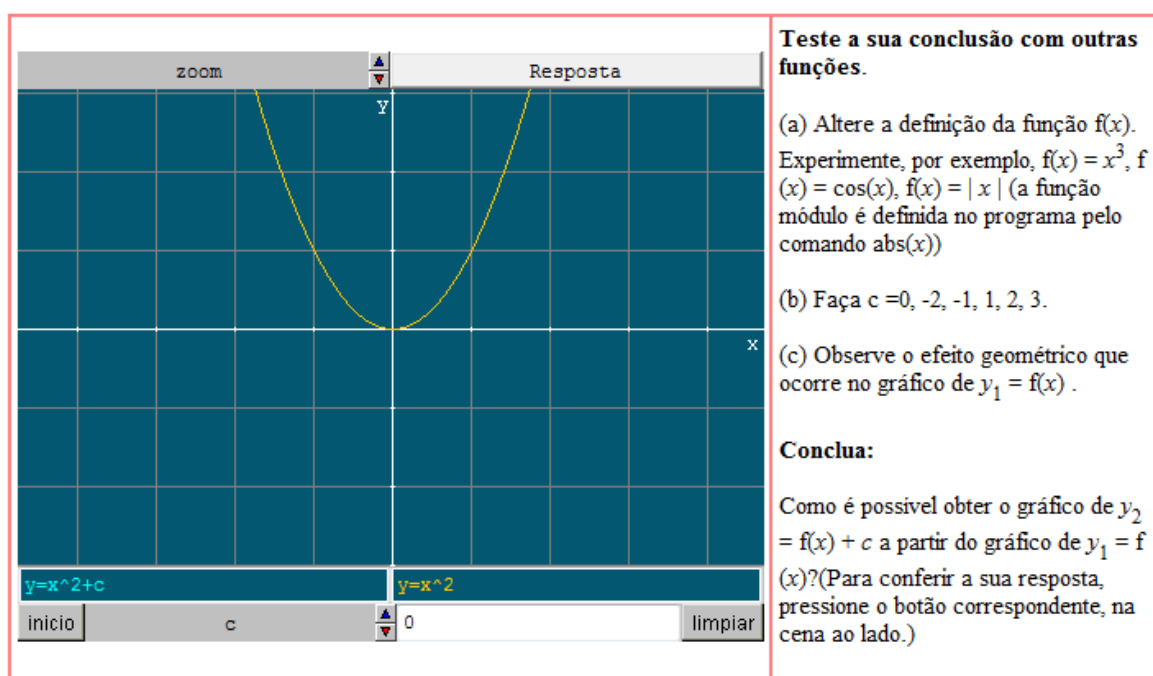 zoom
Resposta
y
x
y=x^2+c
y=x^2
inicio
c
0
limpiar
Teste a sua conclusão com outras
funções.
(a) Altere a definição da função f(x).
Experimente, por exemplo, f(x) = x³, f
(x) = cos(x), f(x) = | x | (a função
módulo é definida no programa pelo
comando abs(x))
(b) Faça c =0, -2, -1, 1, 2, 3.
(c) Observe o efeito geométrico que
ocorre no gráfico de y₁ = f(x) .
Conclua:
Como é possível obter o gráfico de y₂
= f(x) + c a partir do gráfico de y₁ = f
(x)?(Para conferir a sua resposta,
pressione o botão correspondente, na
cena ao lado.)